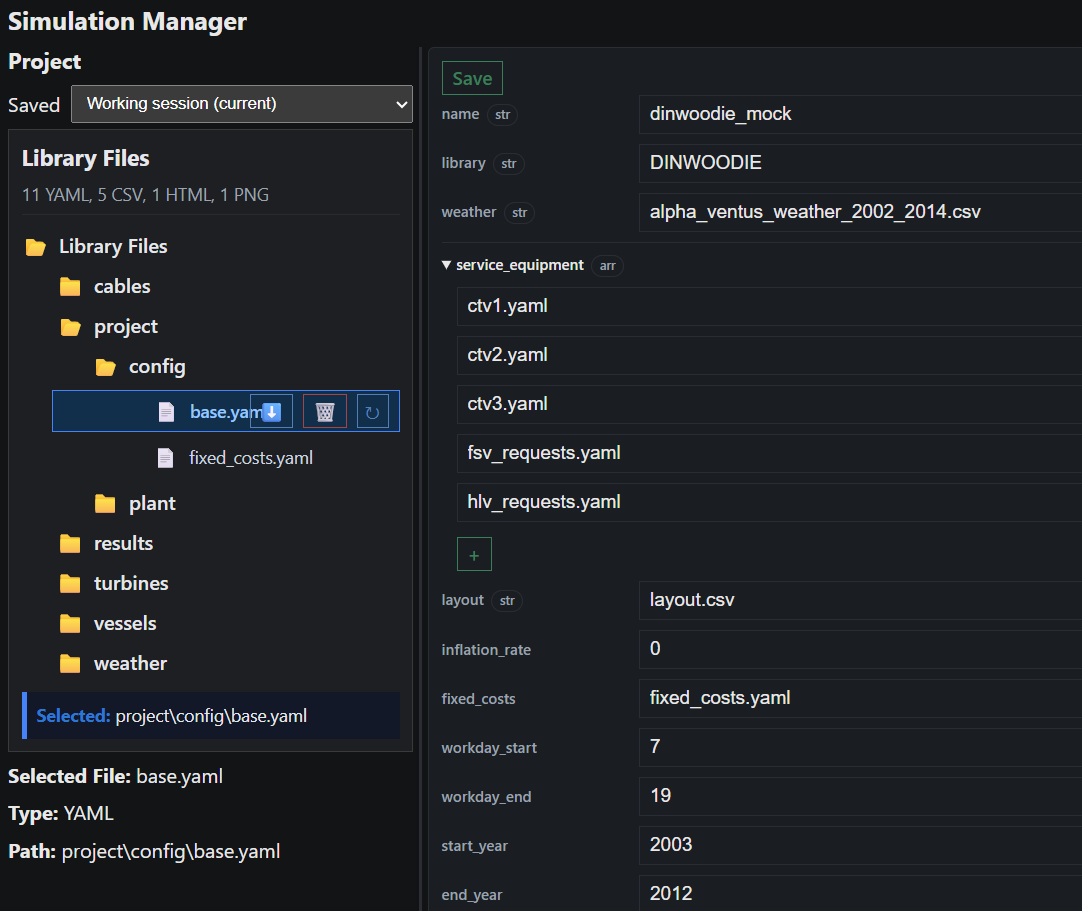 Simulation Manager
Project
Saved Working session (current)
Library Files
11 YAML, 5 CSV, 1 HTML, 1 PNG
Library Files
cables
project
config
base.yam
fixed_costs.yaml
plant
results
turbines
vessels
weather
Selected: project\config\base.yaml
Selected File: base.yaml
Type: YAML
Path: project\config\base.yaml
Save
name str dinwoodie_mock
library str DINWOODIE
weather str alpha_ventus_weather_2002_2014.csv
service_equipment arr
ctv1.yaml
ctv2.yaml
ctv3.yaml
fsv_requests.yaml
hlv_requests.yaml
+
layout str layout.csv
inflation_rate 0
fixed_costs fixed_costs.yaml
workday_start 7
workday_end 19
start_year 2003
end_year 2012